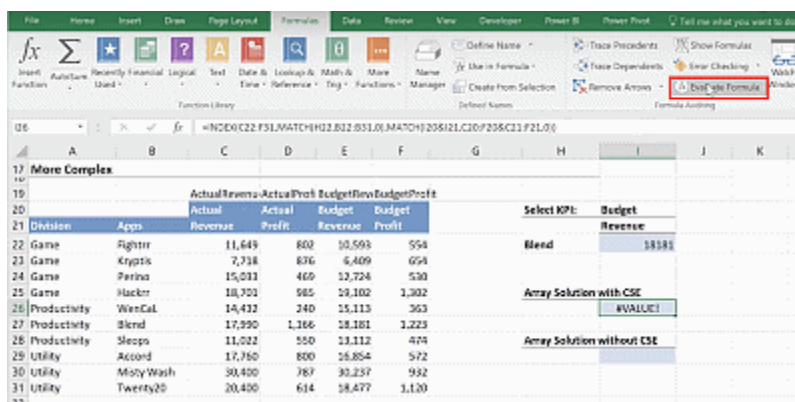 File Home Insert Draw Page Layout Formulas Data Review View Developer Power BI Power Pivot Tell me what you want to do
Insert Function AutoSum Recently Used Financial Logical Text Date & Time Lookup & Reference Math & Trig More Functions Name Manager
Define Name
Use in Formula
Create from Selection
Trace Precedents
Trace Dependents
Remove Arrows
Show Formulas
Error Checking
Evaluate Formula
Watch Window
Function Library Defined Names Formula Auditing
fx =INDEX(C22:F31,MATCH(H22,B22:B31,0),MATCH(I20&I21,C20:F20&C21:F21,0))
A B C D E F G H I J K
17 More Complex
19 ActualRevenu ActualProfi BudgetRev BudgetProfit
20 Actual Actual Budget Budget Select KPI: Budget
21 Division Apps Revenue Profit Revenue Profit Revenue
22 Game Fightrr 11,649 802 10,593 554 Blend 18181
23 Game Kryptis 7,718 876 6,409 654
24 Game Perino 15,033 469 12,724 530
25 Game Hackrr 18,701 985 19,102 1,302 Array Solution with CSE
26 Productivity WenCaL 14,432 240 15,113 363 #VALUE!
27 Productivity Blend 17,990 1,166 18,181 1,223
28 Productivity Sleops 11,022 550 13,112 474 Array Solution without CSE
29 Utility Accord 17,760 800 16,854 572
30 Utility Misty Wash 30,400 787 30,237 932
31 Utility Twenty20 20,400 614 18,477 1,120